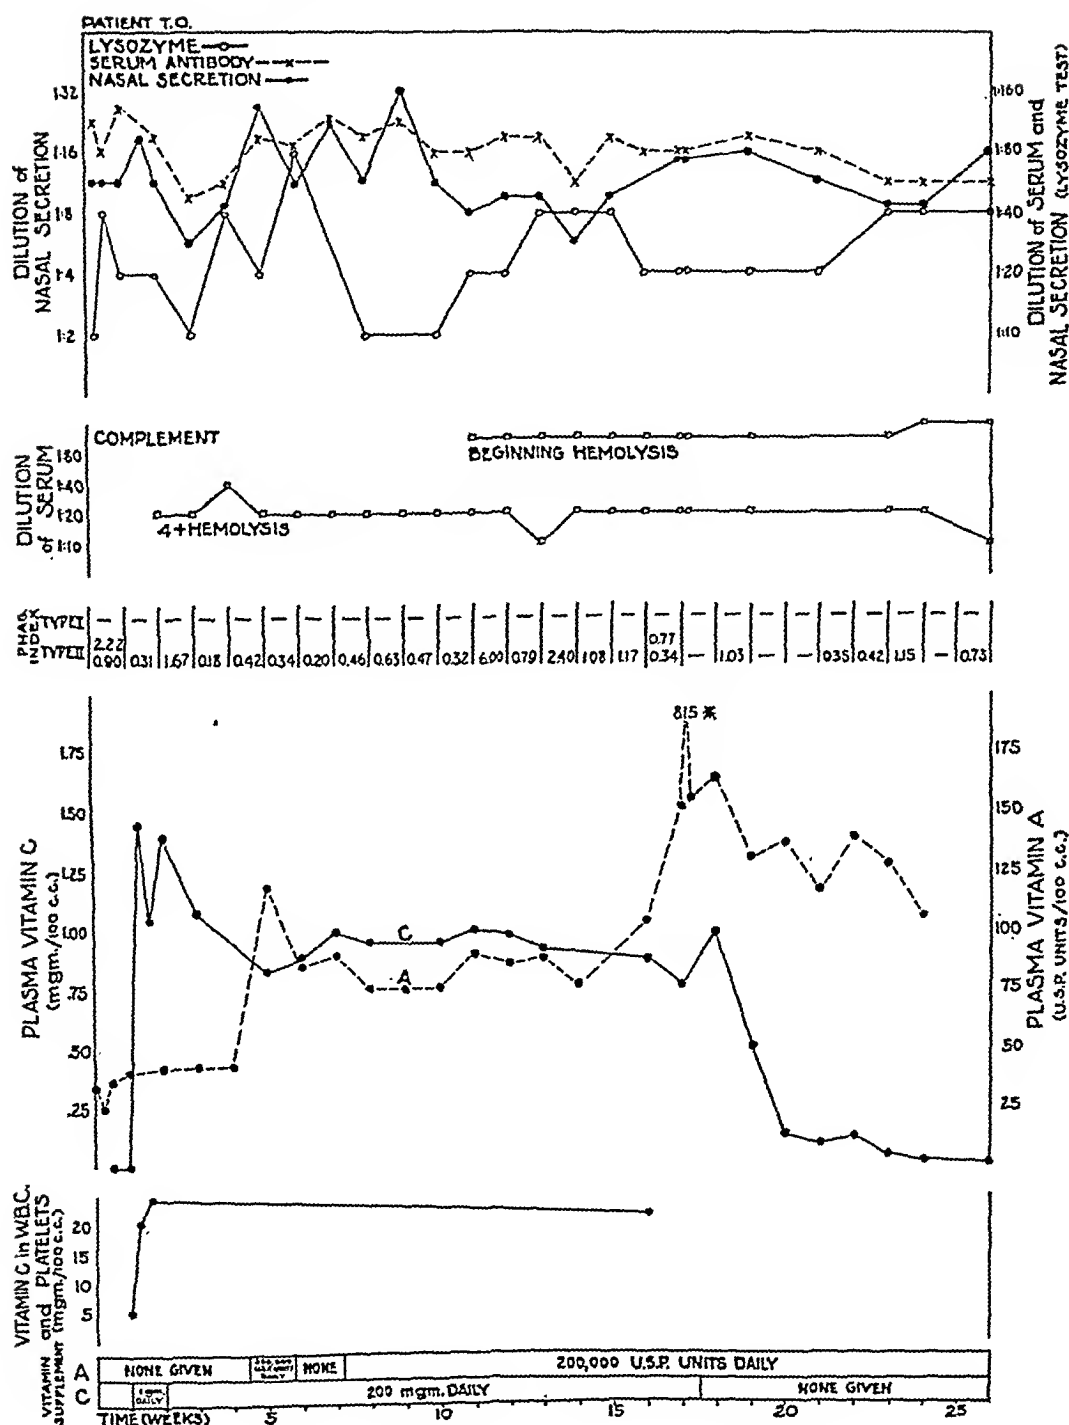 PATIENT T.O.
LYSOZYME
SERUM ANTIBODY
NASAL SECRETION
1:32
1:16
1:8
1:4
1:2
DILUTION of
NASAL SECRETION
1:160
1:80
1:40
1:20
1:10
DILUTION of SERUM and
NASAL SECRETION (LYSOZYME TEST)
COMPLEMENT
BEGINNING HEMOLYSIS
4+ HEMOLYSIS
DILUTION
of SERUM
1:40
1:20
1:10
PHAG.
INDEX
TYPE I — — — — — — — — — — — — — — — — — — — — — — — — —
2.22 0.77
TYPE II 0.90 0.31 1.67 0.18 0.42 0.34 0.20 0.46 0.63 0.47 0.32 6.00 0.79 2.40 1.08 1.17 0.34 — 1.03 — — 0.35 0.42 1.15 — 0.73
815 *
1.75
1.50
1.25
1.00
.75
.50
.25
PLASMA VITAMIN C
(mgm./100 c.c.)
C
A
175
150
125
100
75
50
25
PLASMA VITAMIN A
(U.S.P. UNITS/100 c.c.)
VITAMIN C in W.B.C.
and PLATELETS
(mgm./100 c.c.)
20
15
10
5
VITAMIN
SUPPLEMENT
A NONE GIVEN DAILY NONE 200,000 U.S.P. UNITS DAILY
C DAILY 200 mgm. DAILY NONE GIVEN
TIME (WEEKS) 5 10 15 20 25